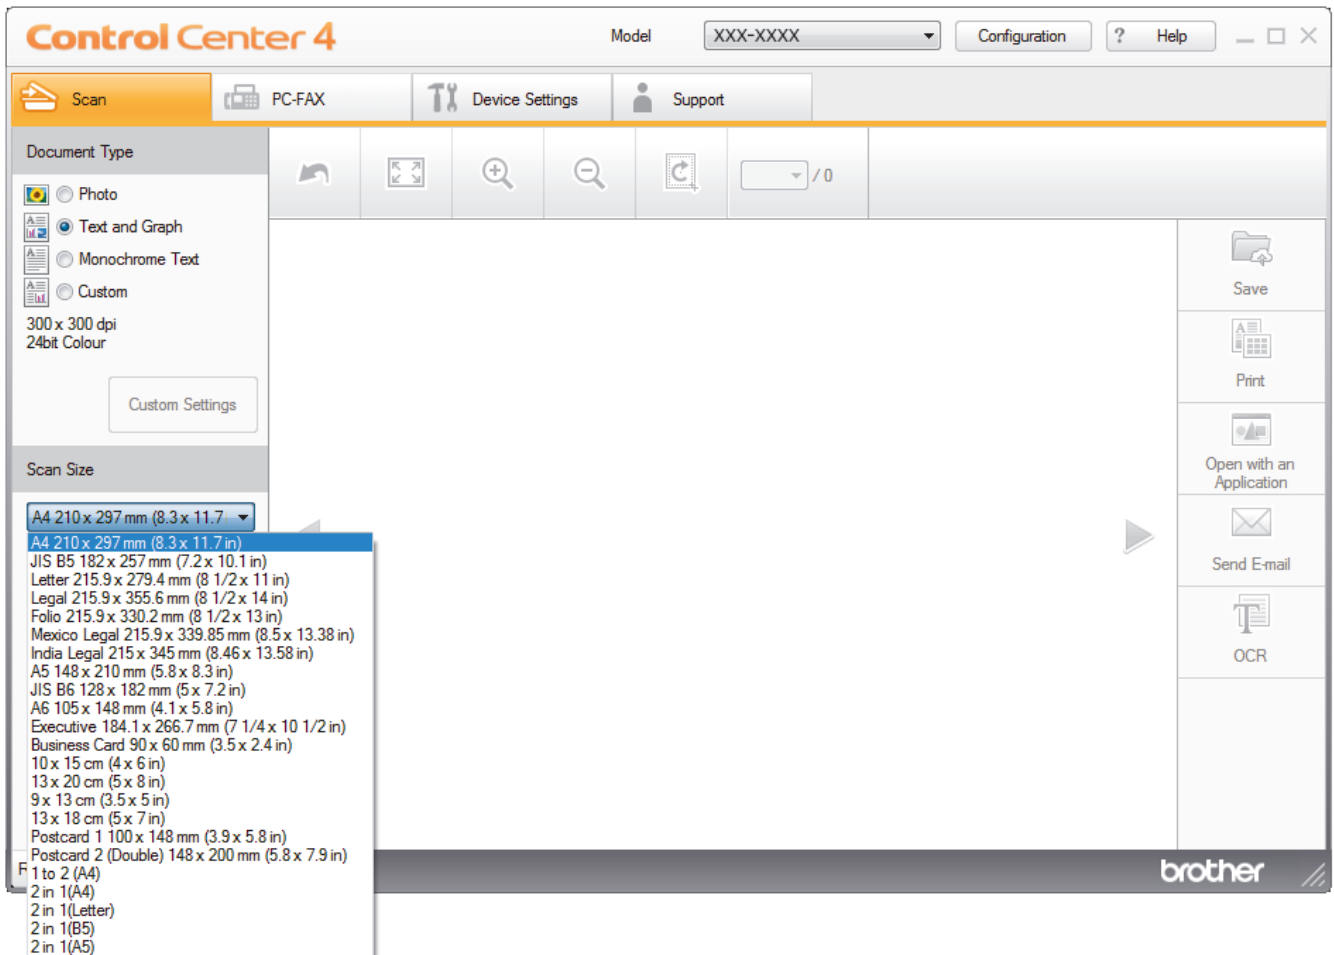 Control Center 4
Model
XXX-XXXX
Configuration
? Help
Scan
PC-FAX
Device Settings
Support
Document Type
/ 0
Photo
Text and Graph
Monochrome Text
Custom
300 x 300 dpi
24bit Colour
Custom Settings
Scan Size
A4 210 x 297 mm (8.3 x 11.7
A4 210 x 297 mm (8.3 x 11.7 in)
JIS B5 182 x 257 mm (7.2 x 10.1 in)
Letter 215.9 x 279.4 mm (8 1/2 x 11 in)
Legal 215.9 x 355.6 mm (8 1/2 x 14 in)
Folio 215.9 x 330.2 mm (8 1/2 x 13 in)
Mexico Legal 215.9 x 339.85 mm (8.5 x 13.38 in)
India Legal 215 x 345 mm (8.46 x 13.58 in)
A5 148 x 210 mm (5.8 x 8.3 in)
JIS B6 128 x 182 mm (5 x 7.2 in)
A6 105 x 148 mm (4.1 x 5.8 in)
Executive 184.1 x 266.7 mm (7 1/4 x 10 1/2 in)
Business Card 90 x 60 mm (3.5 x 2.4 in)
10 x 15 cm (4 x 6 in)
13 x 20 cm (5 x 8 in)
9 x 13 cm (3.5 x 5 in)
13 x 18 cm (5 x 7 in)
Postcard 1 100 x 148 mm (3.9 x 5.8 in)
Postcard 2 (Double) 148 x 200 mm (5.8 x 7.9 in)
1 to 2 (A4)
2 in 1(A4)
2 in 1(Letter)
2 in 1(B5)
2 in 1(A5)
Save
Print
Open with an
Application
Send E-mail
OCR
brother